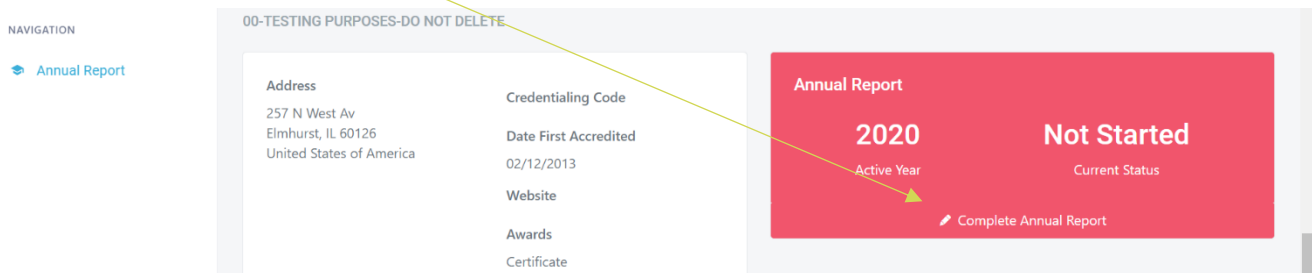 NAVIGATION
Annual Report
00-TESTING PURPOSES-DO NOT DELETE
Address
257 N West Av
Elmhurst, IL 60126
United States of America
Credentialing Code
Date First Accredited
02/12/2013
Website
Awards
Certificate
Annual Report
2020
Active Year
Not Started
Current Status
Complete Annual Report